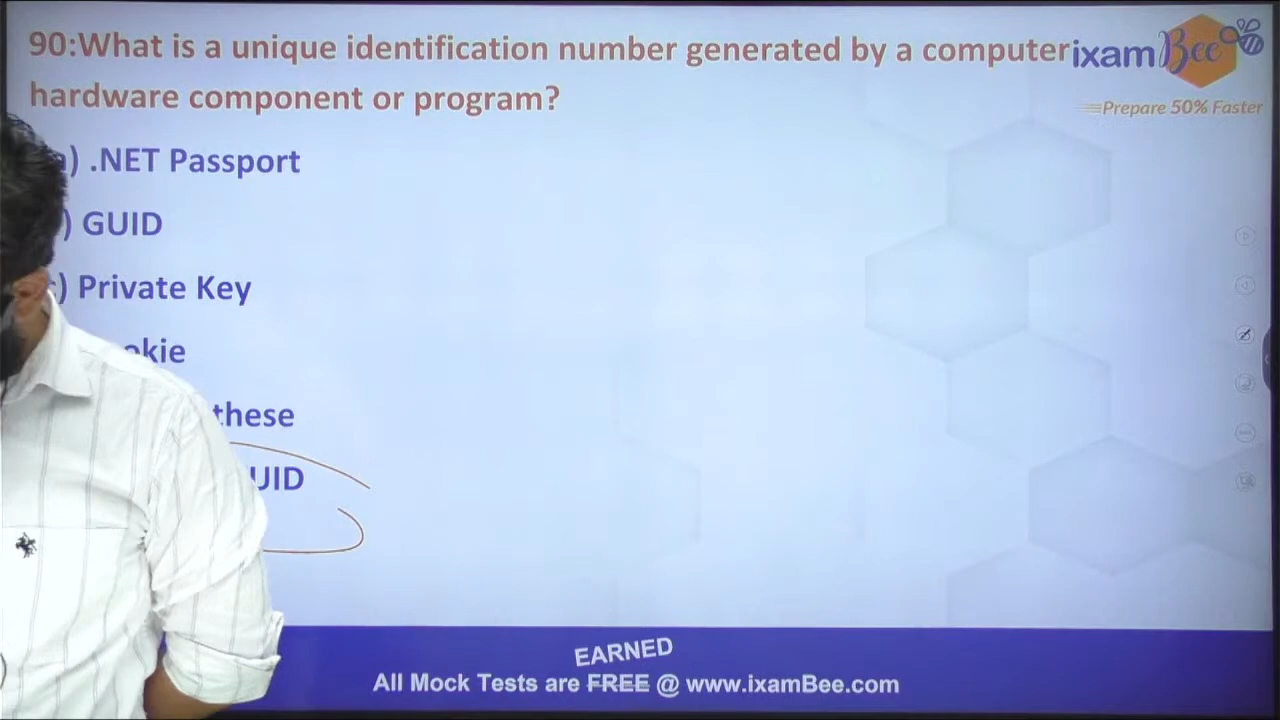 90:What is a unique identification number generated by a computer
hardware component or program?
ixamBee
Prepare 50% Faster
) .NET Passport
) GUID
) Private Key
okie
these
UID
EARNED
All Mock Tests are FREE @ www.ixamBee.com